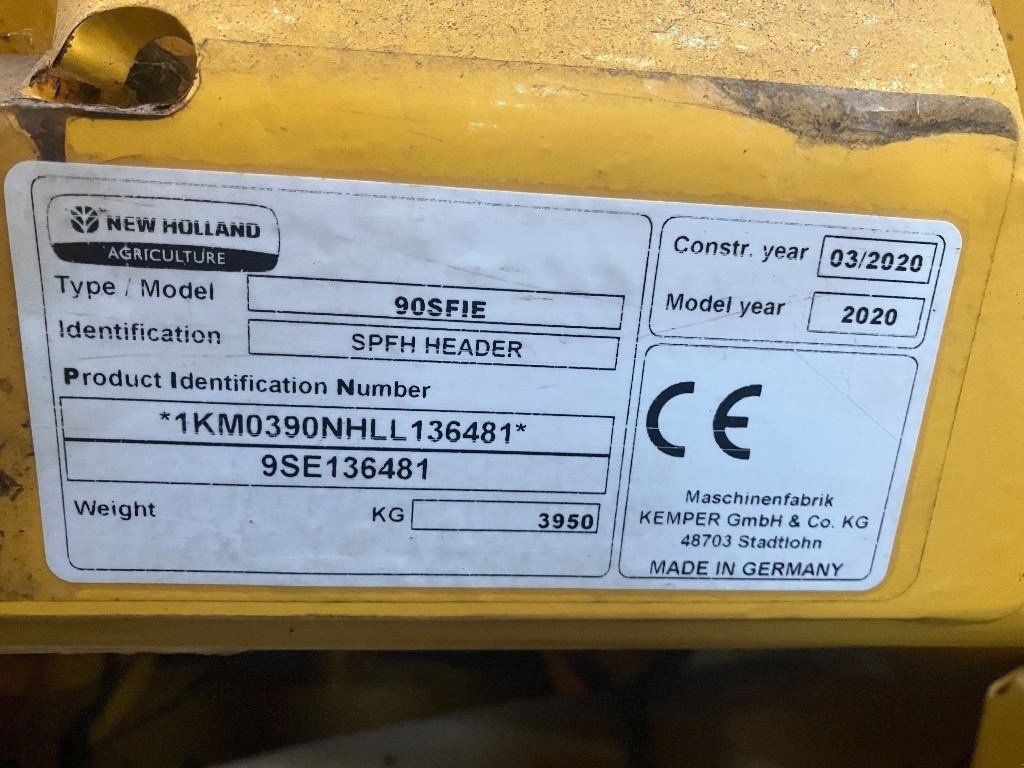 NEW HOLLAND
AGRICULTURE
Type / Model 90SFIE
Identification SPFH HEADER
Product Identification Number
*1KM0390NHLL136481*
9SE136481
Weight KG 3950
Constr. year 03/2020
Model year 2020
CE
Maschinenfabrik
KEMPER GmbH & Co. KG
48703 Stadtlohn
MADE IN GERMANY